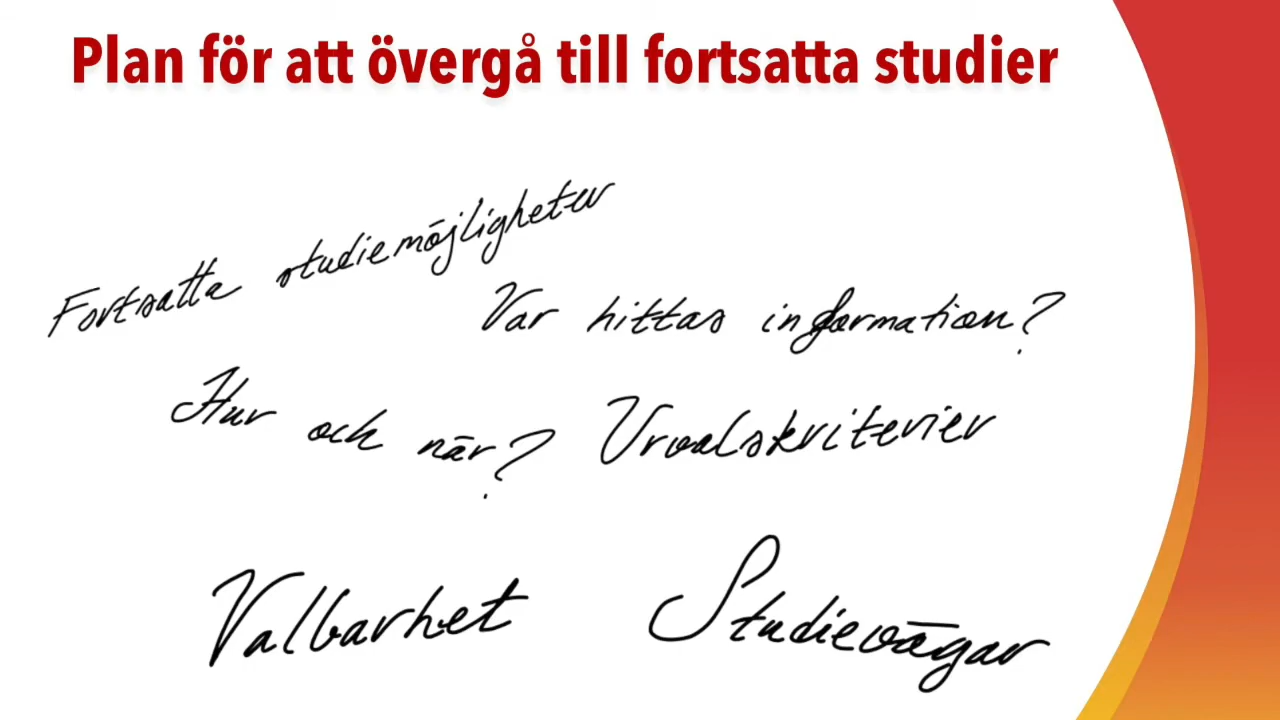 Plan för att övergå till fortsatta studier
Fortsatta studiemöjligheter
Var hittas information?
Hur och när?
Urvalskriterier
Valbarhet
Studievägar